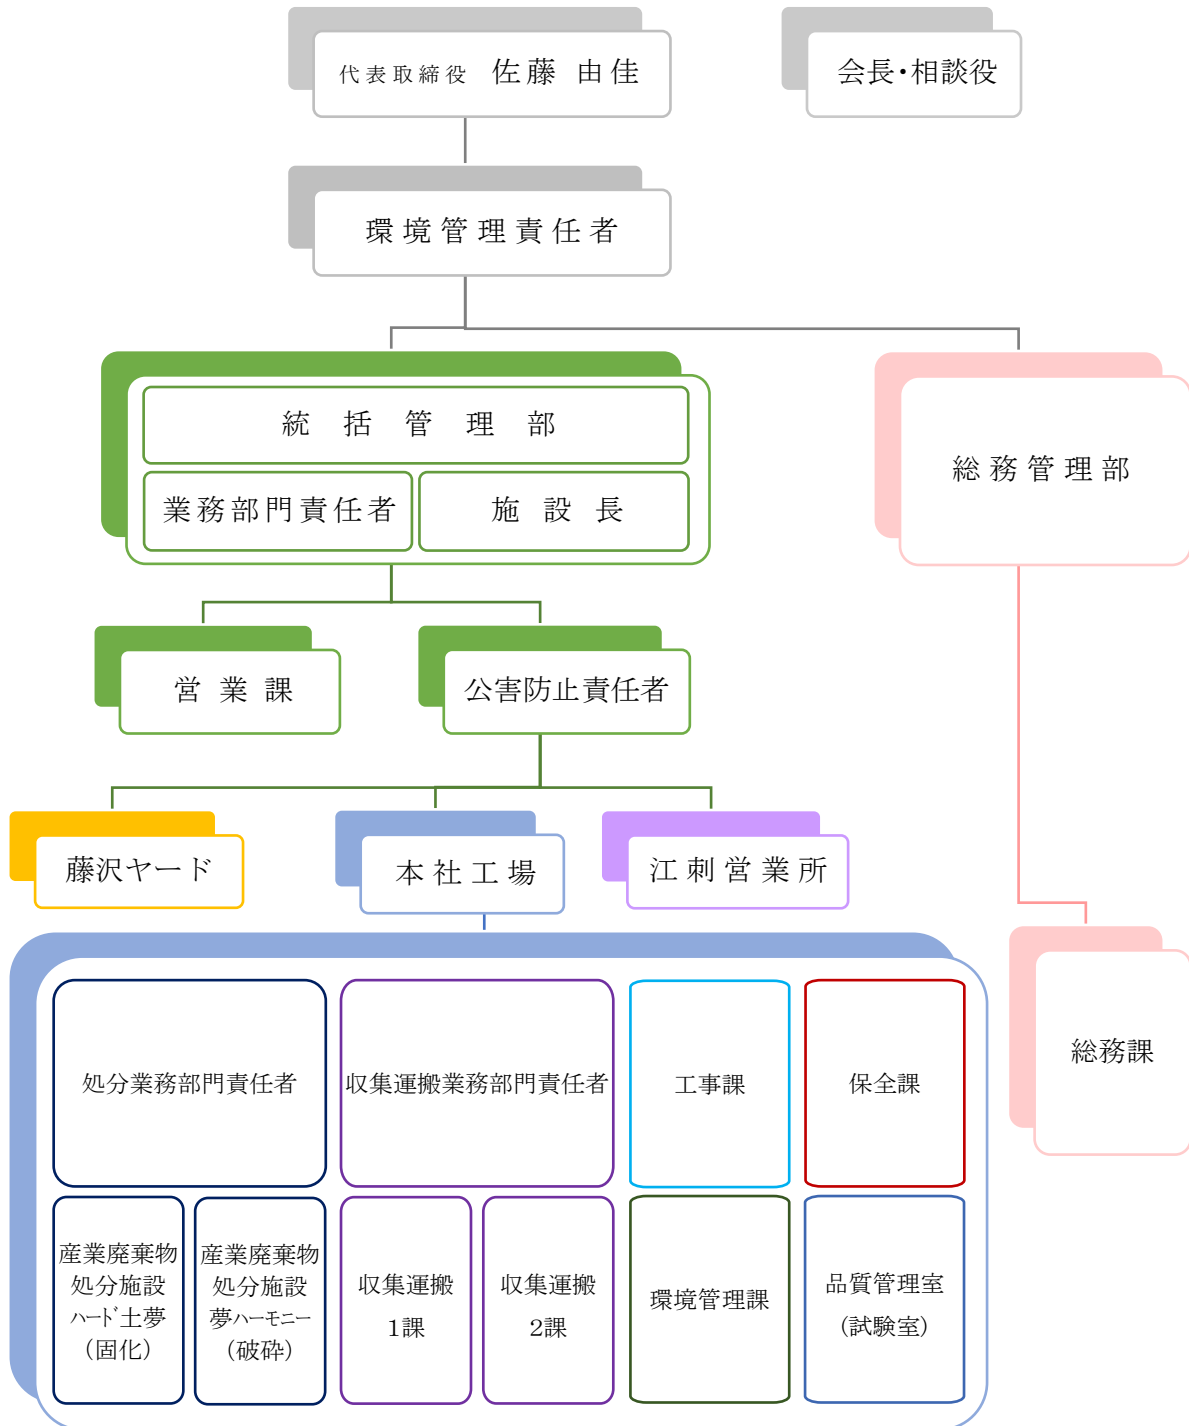 代表取締役 佐藤 由佳
会長・相談役
環境管理責任者
統括管理部
業務部門責任者
施設長
総務管理部
営業課
公害防止責任者
藤沢ヤード
本社工場
江刺営業所
処分業務部門責任者
収集運搬業務部門責任者
工事課
保全課
総務課
産業廃棄物
処分施設
ハード土夢
(固化)
産業廃棄物
処分施設
夢ハーモニー
(破砕)
収集運搬
1課
収集運搬
2課
環境管理課
品質管理室
(試験室)